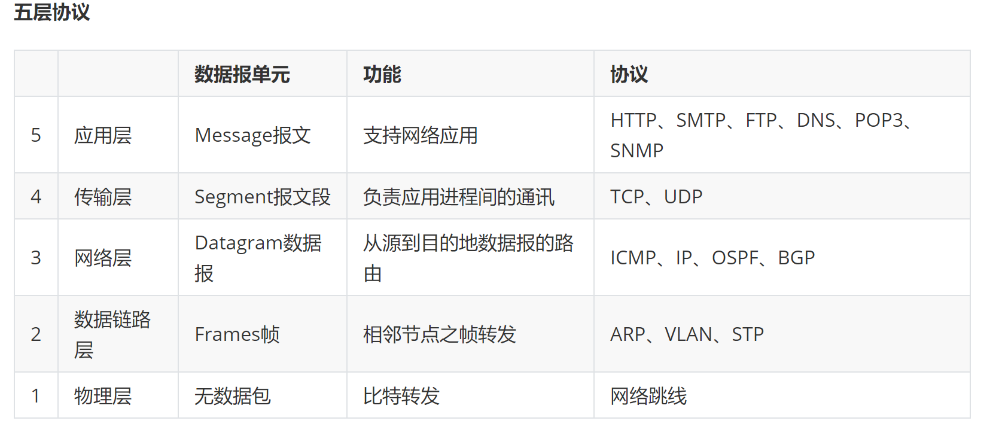 五层协议
数据报单元 功能 协议
5 应用层 Message报文 支持网络应用 HTTP、SMTP、FTP、DNS、POP3、
SNMP
4 传输层 Segment报文段 负责应用进程间的通讯 TCP、UDP
3 网络层 Datagram数据
报 从源到目的地数据报的路
由 ICMP、IP、OSPF、BGP
2 数据链路
层 Frames帧 相邻节点之帧转发 ARP、VLAN、STP
1 物理层 无数据包 比特转发 网络跳线